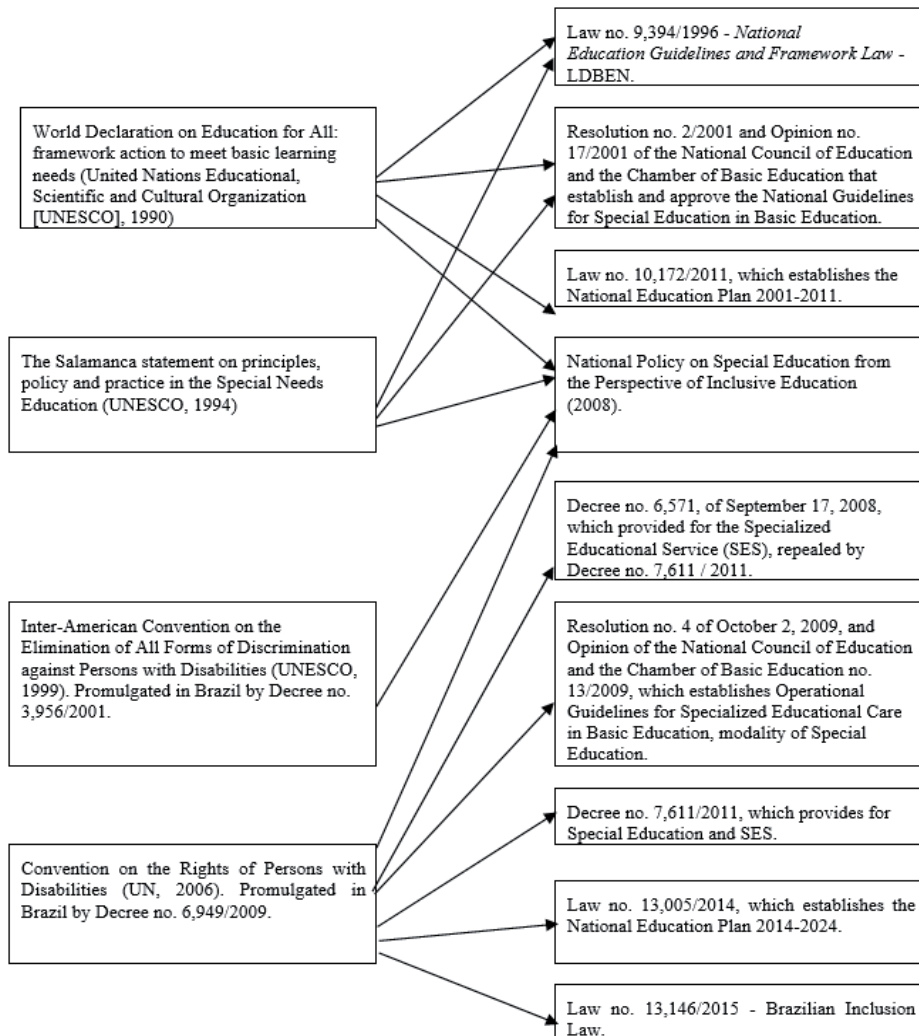 World Declaration on Education for All:
framework action to meet basic learning
needs (United Nations Educational,
Scientific and Cultural Organization
[UNESCO], 1990)
The Salamanca statement on principles,
policy and practice in the Special Needs
Education (UNESCO, 1994)
Inter-American Convention on the
Elimination of All Forms of Discrimination
against Persons with Disabilities (UNESCO,
1999). Promulgated in Brazil by Decree no.
3,956/2001.
Convention on the Rights of Persons with
Disabilities (UN, 2006). Promulgated in
Brazil by Decree no. 6,949/2009.
Law no. 9,394/1996 - National
Education Guidelines and Framework Law -
LDBEN.
Resolution no. 2/2001 and Opinion no.
17/2001 of the National Council of Education
and the Chamber of Basic Education that
establish and approve the National Guidelines
for Special Education in Basic Education.
Law no. 10,172/2011, which establishes the
National Education Plan 2001-2011.
National Policy on Special Education from
the Perspective of Inclusive Education
(2008).
Decree no. 6,571, of September 17, 2008,
which provided for the Specialized
Educational Service (SES), repealed by
Decree no. 7,611 / 2011.
Resolution no. 4 of October 2, 2009, and
Opinion of the National Council of Education
and the Chamber of Basic Education no.
13/2009, which establishes Operational
Guidelines for Specialized Educational Care
in Basic Education, modality of Special
Education.
Decree no. 7,611/2011, which provides for
Special Education and SES.
Law no. 13,005/2014, which establishes the
National Education Plan 2014-2024.
Law no. 13,146/2015 - Brazilian Inclusion
Law.